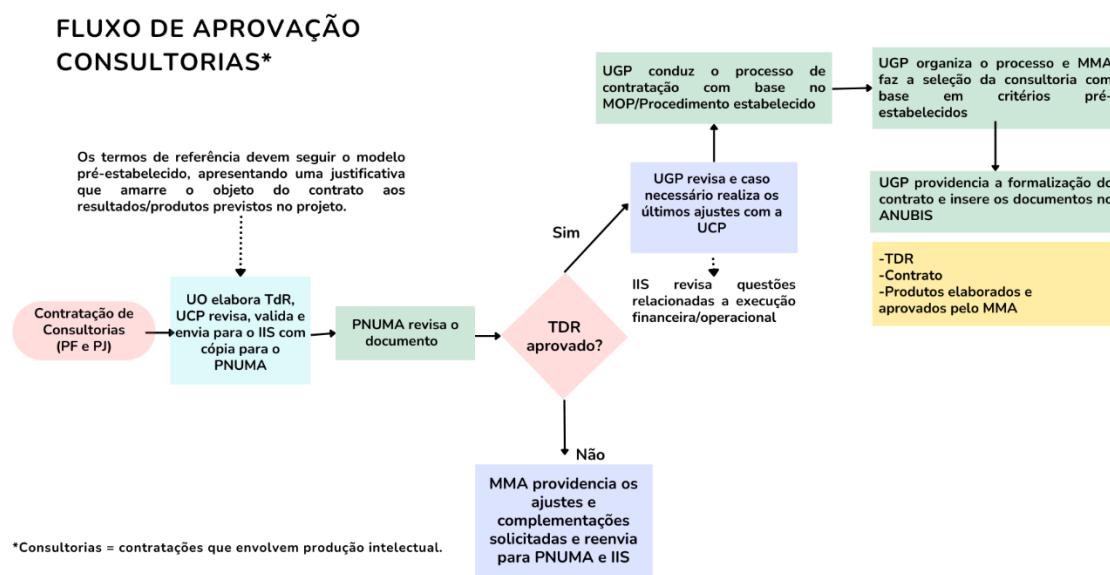 FLUXO DE APROVAÇÃO
CONSULTORIAS*
Os termos de referência devem seguir o modelo
pré-estabelecido, apresentando uma justificativa
que amarre o objeto do contrato aos
resultados/produtos previstos no projeto.
Contratação de
Consultorias
(PF e PJ)
UO elabora TdR,
UCP revisa, valida e
envia para o IIS com
cópia para o
PNUMA
PNUMA revisa o
documento
TDR
aprovado?
Sim
UGP revisa e caso
necessário realiza os
últimos ajustes com a
UCP
IIS revisa questões
relacionadas a execução
financeira/operacional
UGP conduz o processo de
contratação com base no
MOP/Procedimento estabelecido
UGP organiza o processo e MMA
faz a seleção da consultoria com
base em critérios pré-
estabelecidos
UGP providencia a formalização do
contrato e insere os documentos no
ANUBIS
-TDR
-Contrato
-Produtos elaborados e
aprovados pelo MMA
Não
MMA providencia os
ajustes e
complementações
solicitadas e reenvia
para PNUMA e IIS
*Consultorias = contratações que envolvem produção intelectual.